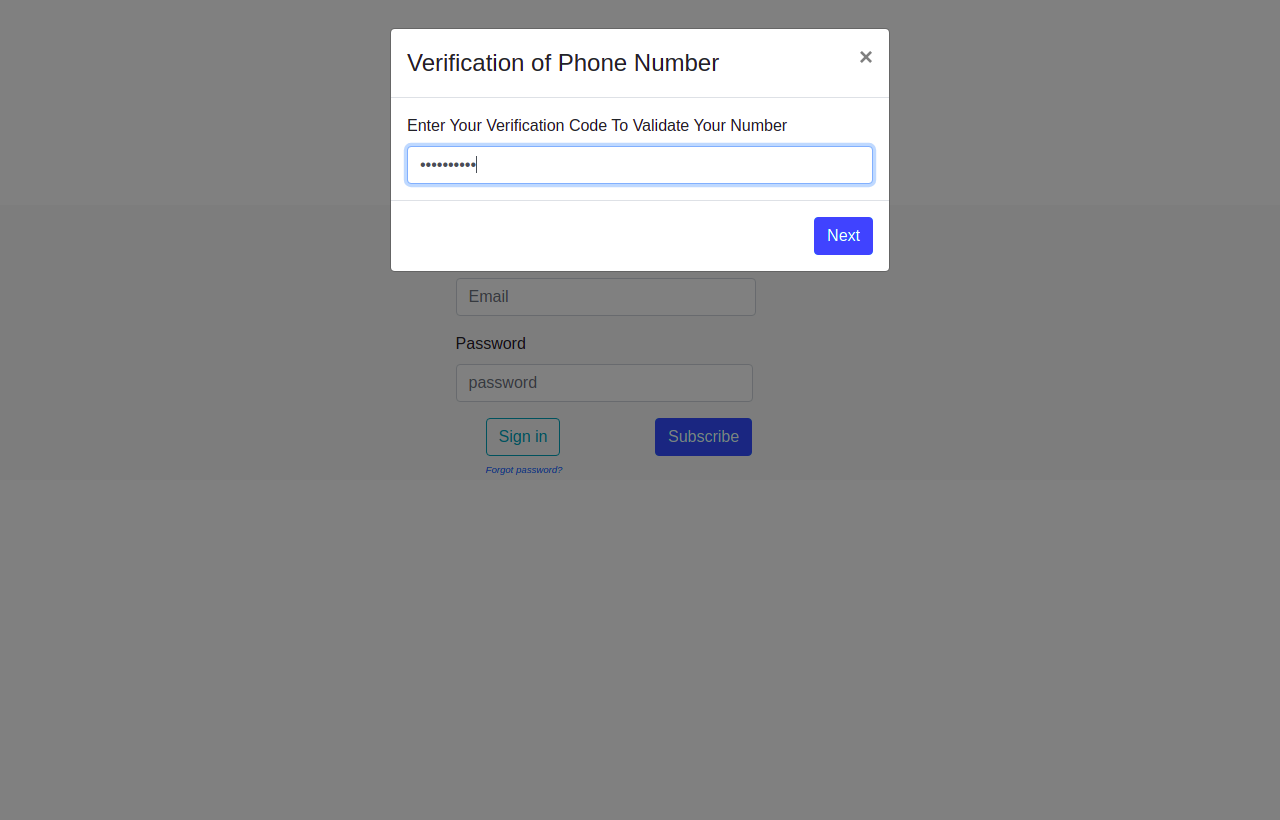 Verification of Phone Number
×
Enter Your Verification Code To Validate Your Number
••••••••••
Next
Email
Password
password
Sign in
Subscribe
Forgot password?